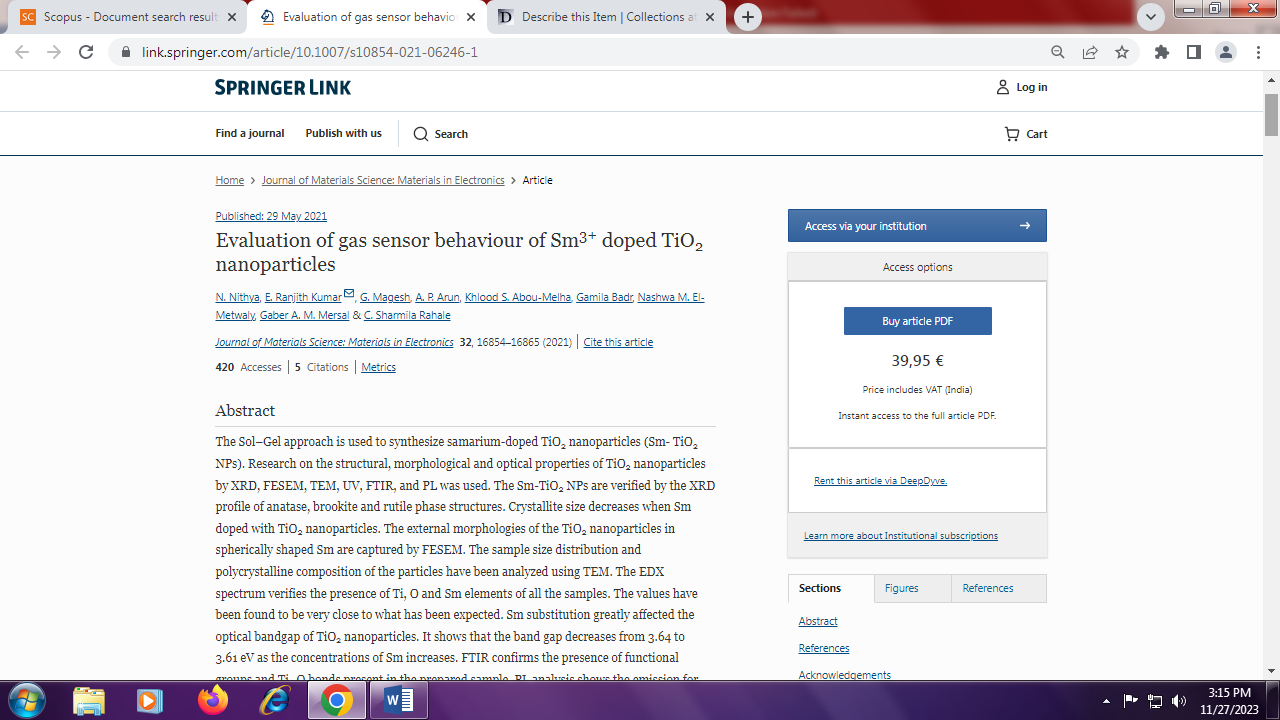 Scopus - Document search result
Evaluation of gas sensor behavio
Describe this Item | Collections a
link.springer.com/article/10.1007/s10854-021-06246-1
SPRINGER LINK
Log in
Find a journal Publish with us Search
Cart
Home > Journal of Materials Science: Materials in Electronics > Article
Published: 29 May 2021
Evaluation of gas sensor behaviour of Sm³⁺ doped TiO₂
nanoparticles
N. Nithya, E. Ranjith Kumar, G. Magesh, A. P. Arun, Khlood S. Abou-Melha, Gamila Badr, Nashwa M. El-
Metwaly, Gaber A. M. Mersal & C. Sharmila Rahale
Journal of Materials Science: Materials in Electronics 32, 16854–16865 (2021) | Cite this article
420 Accesses | 5 Citations | Metrics
Abstract
The Sol–Gel approach is used to synthesize samarium-doped TiO₂ nanoparticles (Sm- TiO₂
NPs). Research on the structural, morphological and optical properties of TiO₂ nanoparticles
by XRD, FESEM, TEM, UV, FTIR, and PL was used. The Sm-TiO₂ NPs are verified by the XRD
profile of anatase, brookite and rutile phase structures. Crystallite size decreases when Sm
doped with TiO₂ nanoparticles. The external morphologies of the TiO₂ nanoparticles in
spherically shaped Sm are captured by FESEM. The sample size distribution and
polycrystalline composition of the particles have been analyzed using TEM. The EDX
spectrum verifies the presence of Ti, O and Sm elements of all the samples. The values have
been found to be very close to what has been expected. Sm substitution greatly affected the
optical bandgap of TiO₂ nanoparticles. It shows that the band gap decreases from 3.64 to
3.61 eV as the concentrations of Sm increases. FTIR confirms the presence of functional
groups and Ti–O bonds present in the prepared sample. PL analysis shows the emission for
Access via your institution
Access options
Buy article PDF
39,95 €
Price includes VAT (India)
Instant access to the full article PDF.
Rent this article via DeepDyve.
Learn more about Institutional subscriptions
Sections Figures References
Abstract
References
Acknowledgements
3:15 PM
11/27/2023